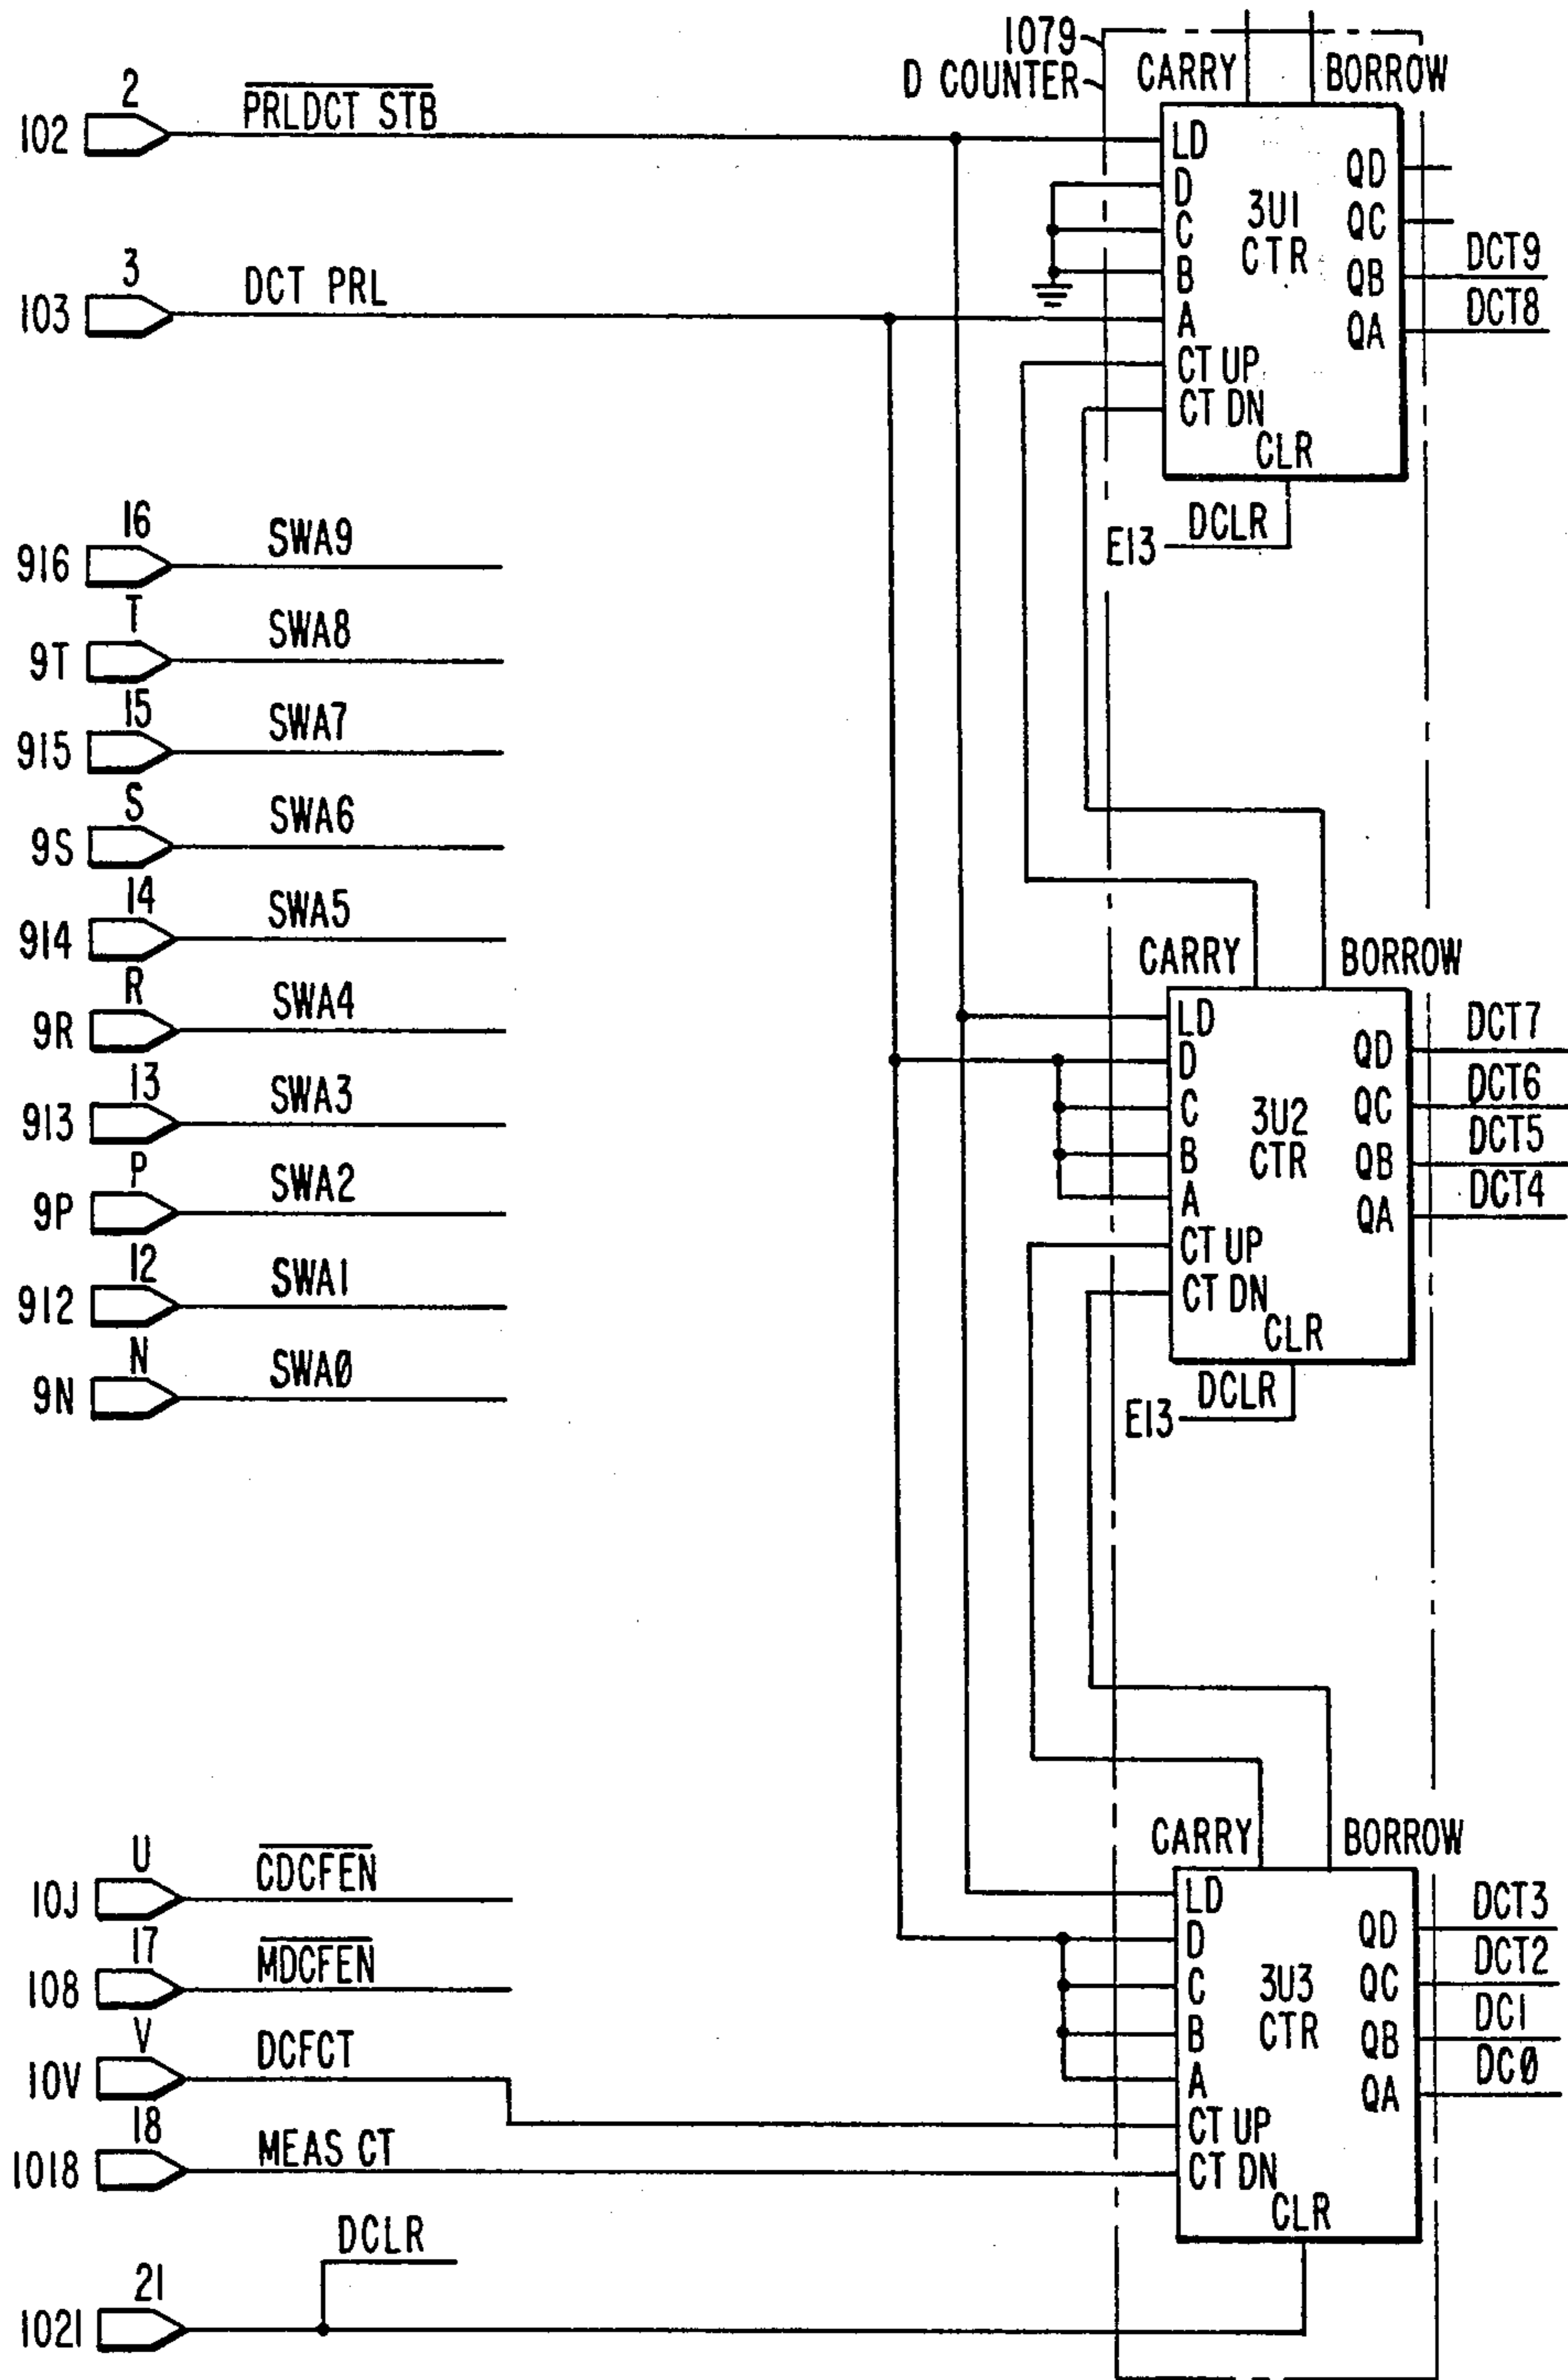 1079
D COUNTER
CARRY BORROW
2
102 PRLDCT STB
LD
D
C
B
A
CT UP
CT DN
CLR
3U1
CTR
QD
QC
QB DCT9
QA DCT8
3
103 DCT PRL
E13 DCLR
16
916 SWA9
T
9T SWA8
15
915 SWA7
S
9S SWA6
14
914 SWA5
R
9R SWA4
13
913 SWA3
P
9P SWA2
12
912 SWA1
N
9N SWAØ
CARRY BORROW
LD
D
C
B
A
CT UP
CT DN
CLR
3U2
CTR
QD DCT7
QC DCT6
QB DCT5
QA DCT4
E13 DCLR
CARRY BORROW
U
10J CDCFEN
17
108 MDCFEN
V
10V DCFCT
18
1018 MEAS CT
LD
D
C
B
A
CT UP
CT DN
CLR
3U3
CTR
QD DCT3
QC DCT2
QB DC1
QA DCØ
DCLR
21
1021